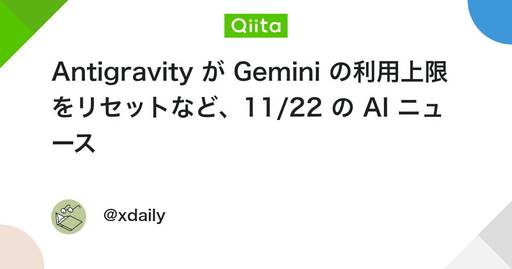 Qiita
Antigravity が Gemini の利用上限
をリセットなど、11/22 の AI ニュ
ース
@xdaily